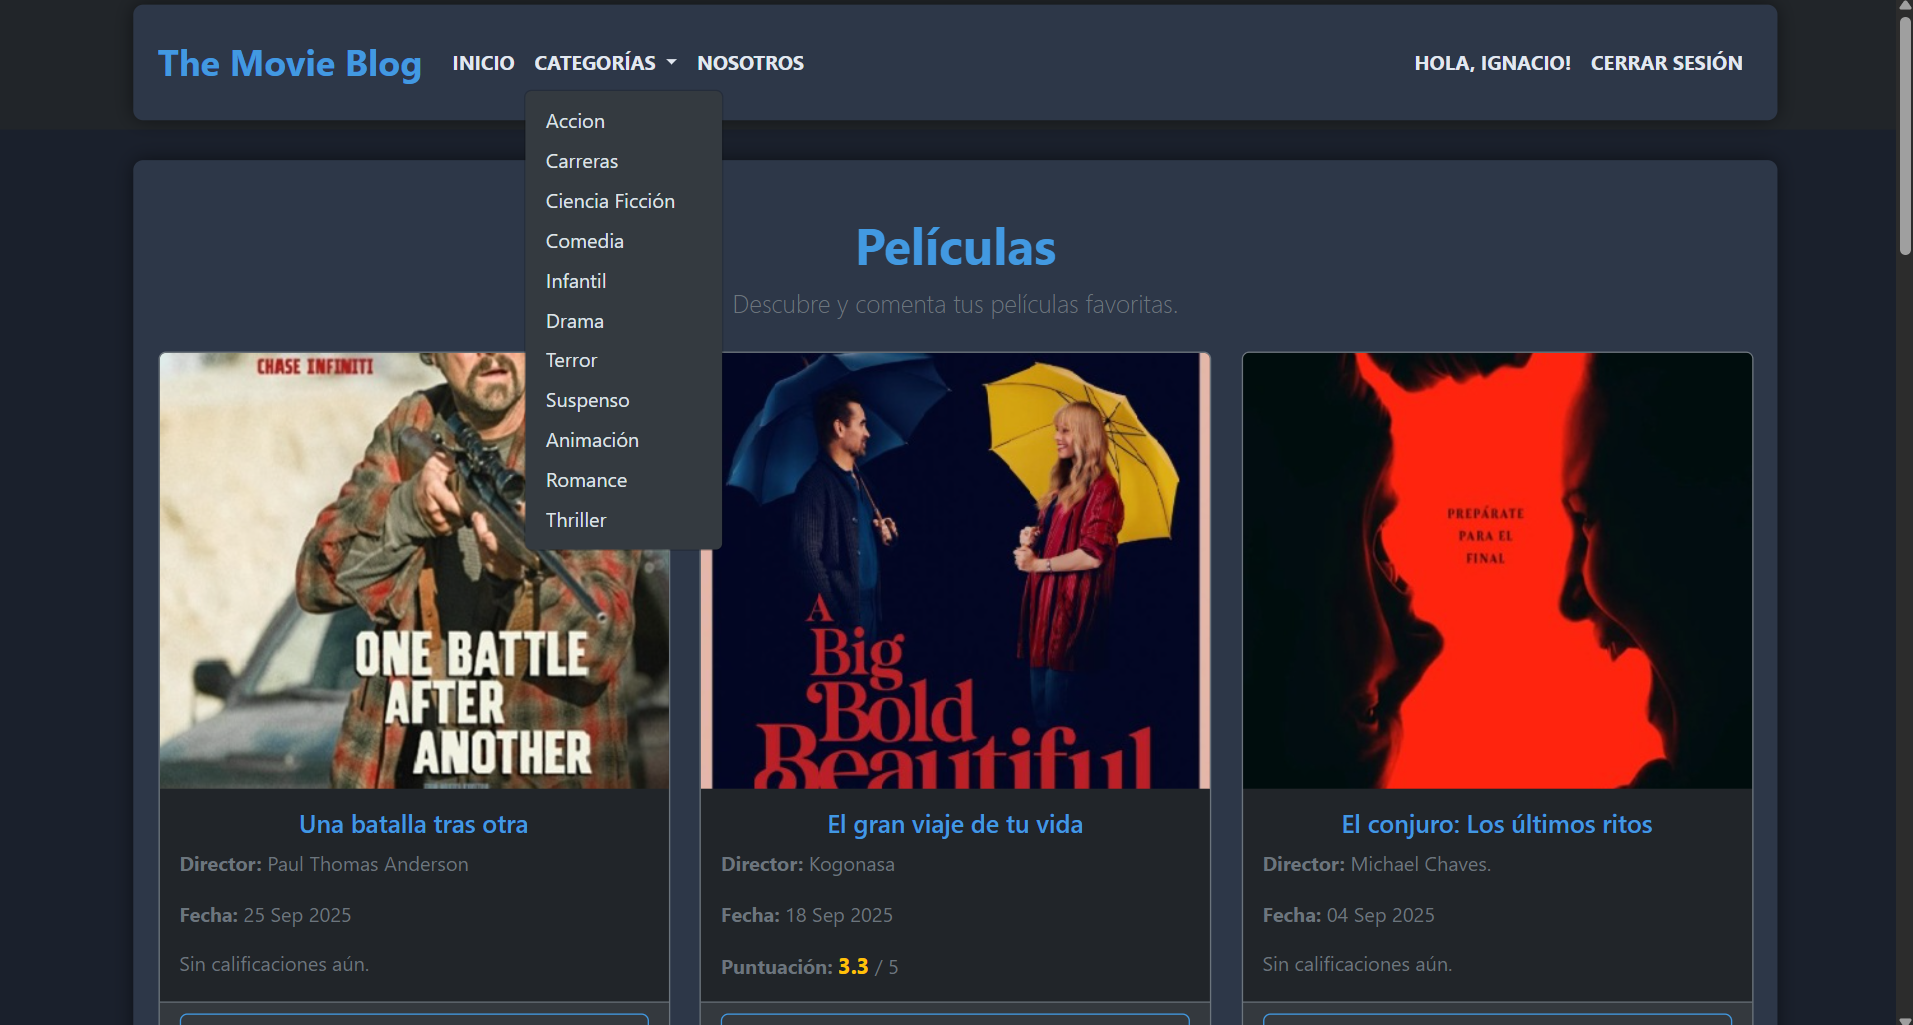 The Movie Blog
INICIO
CATEGORÍAS
NOSOTROS
HOLA, IGNACIO!
CERRAR SESIÓN
Accion
Carreras
Ciencia Ficción
Comedia
Infantil
Drama
Terror
Suspenso
Animación
Romance
Thriller
Películas
Descubre y comenta tus películas favoritas.
CHASE INFINITI
ONE BATTLE
AFTER
ANOTHER
Una batalla tras otra
Director: Paul Thomas Anderson
Fecha: 25 Sep 2025
Sin calificaciones aún.
A
Big
Bold
Beautiful
El gran viaje de tu vida
Director: Kogonasa
Fecha: 18 Sep 2025
Puntuación: 3.3 / 5
PREPÁRATE
PARA EL
FINAL
El conjuro: Los últimos ritos
Director: Michael Chaves.
Fecha: 04 Sep 2025
Sin calificaciones aún.